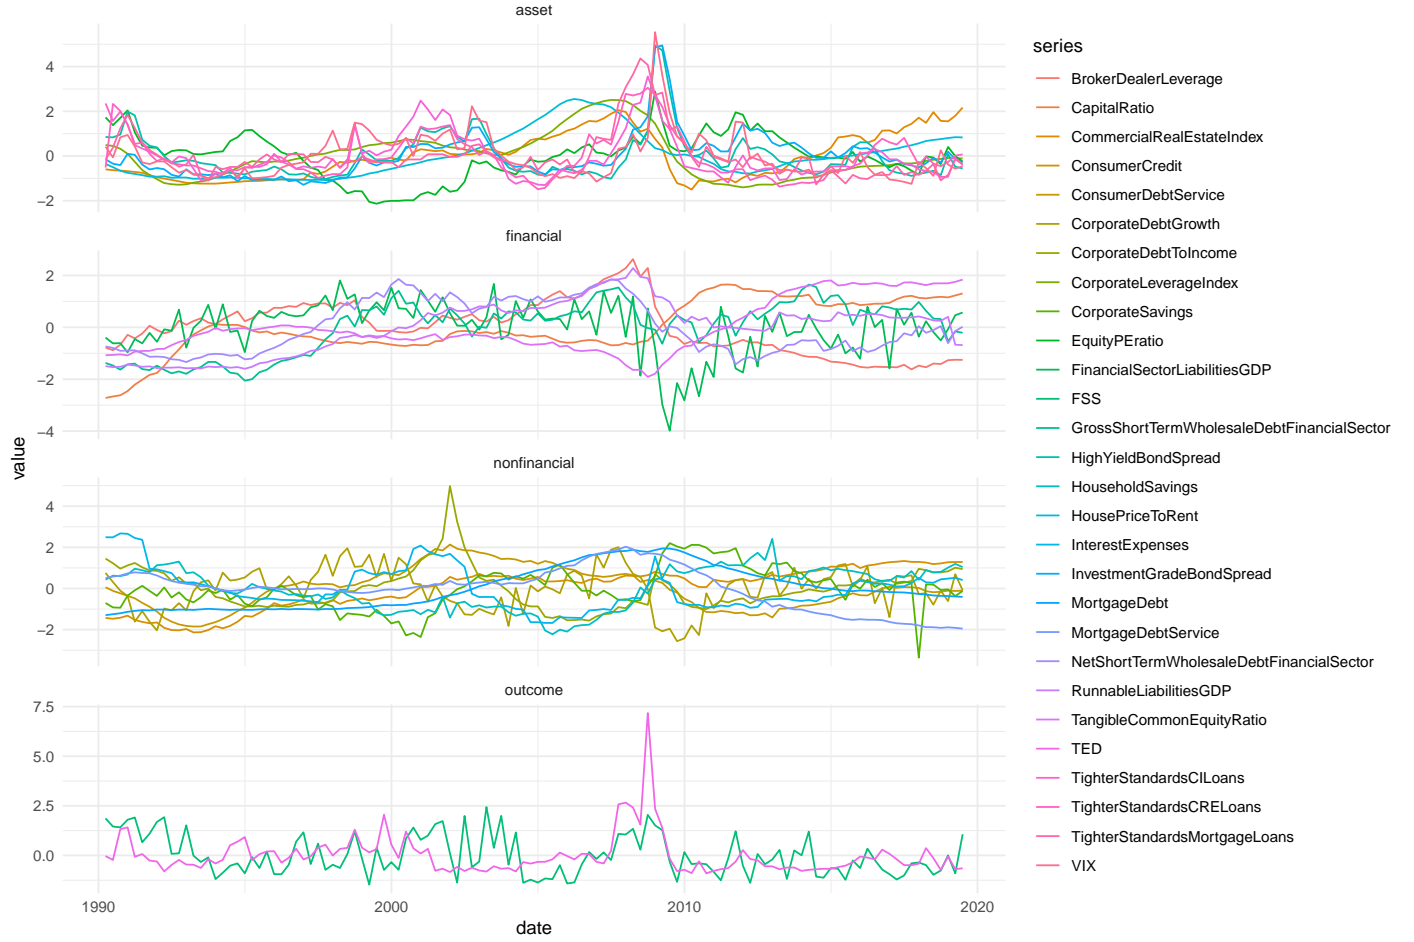 asset
4
2
0
−2
financial
2
0
−2
−4
nonfinancial
4
2
0
−2
outcome
7.5
5.0
2.5
0.0
1990
2000
2010
2020
date
value
series
BrokerDealerLeverage
CapitalRatio
CommercialRealEstateIndex
ConsumerCredit
ConsumerDebtService
CorporateDebtGrowth
CorporateDebtToIncome
CorporateLeverageIndex
CorporateSavings
EquityPEratio
FinancialSectorLiabilitiesGDP
FSS
GrossShortTermWholesaleDebtFinancialSector
HighYieldBondSpread
HouseholdSavings
HousePriceToRent
InterestExpenses
InvestmentGradeBondSpread
MortgageDebt
MortgageDebtService
NetShortTermWholesaleDebtFinancialSector
RunnableLiabilitiesGDP
TangibleCommonEquityRatio
TED
TighterStandardsCILoans
TighterStandardsCRELoans
TighterStandardsMortgageLoans
VIX